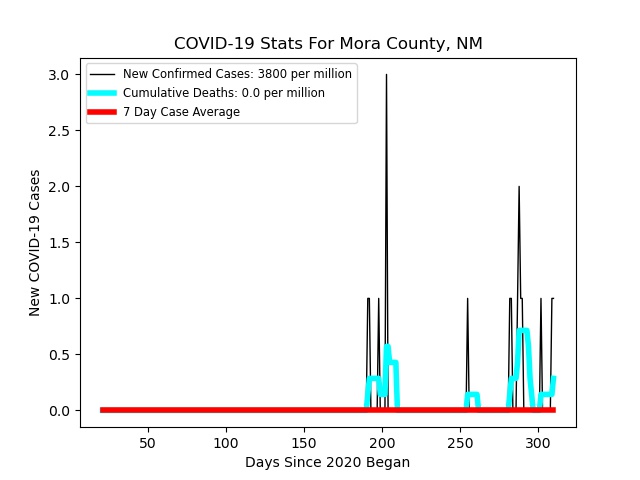 COVID-19 Stats For Mora County, NM
New Confirmed Cases: 3800 per million
Cumulative Deaths: 0.0 per million
7 Day Case Average
3.0
2.5
2.0
1.5
1.0
0.5
0.0
New COVID-19 Cases
50 100 150 200 250 300
Days Since 2020 Began